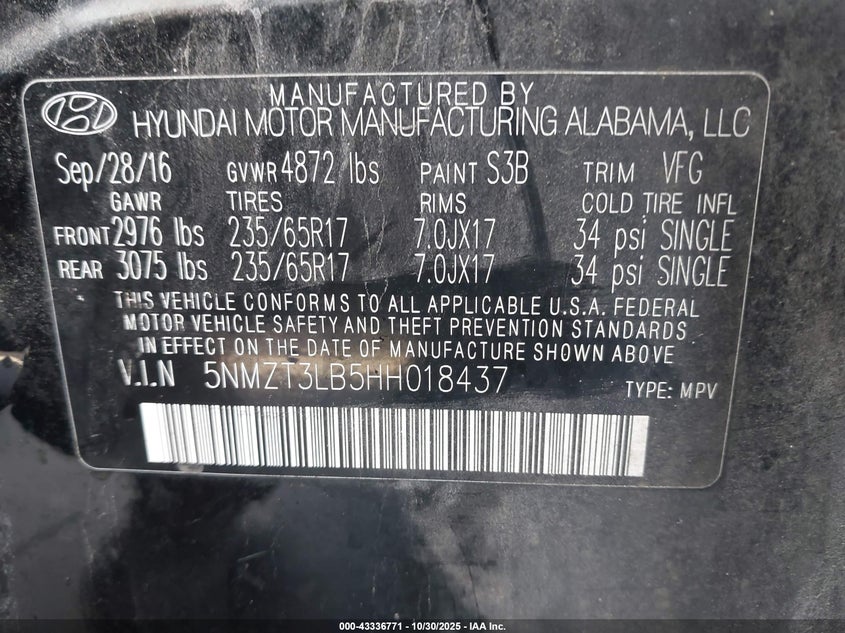 MANUFACTURED BY
HYUNDAI MOTOR MANUFACTURING ALABAMA, LLC
Sep/28/16 GVWR 4872 lbs PAINT S3B TRIM VFG
GAWR TIRES RIMS COLD TIRE INFL
FRONT 2976 lbs 235/65R17 7.0JX17 34 psi SINGLE
REAR 3075 lbs 235/65R17 7.0JX17 34 psi SINGLE
THIS VEHICLE CONFORMS TO ALL APPLICABLE U.S.A. FEDERAL
MOTOR VEHICLE SAFETY AND THEFT PREVENTION STANDARDS
IN EFFECT ON THE DATE OF MANUFACTURE SHOWN ABOVE.
V.I.N 5NMZT3LB5HH018437 TYPE: MPV
000-43336771 - 10/30/2025 - IAA Inc.